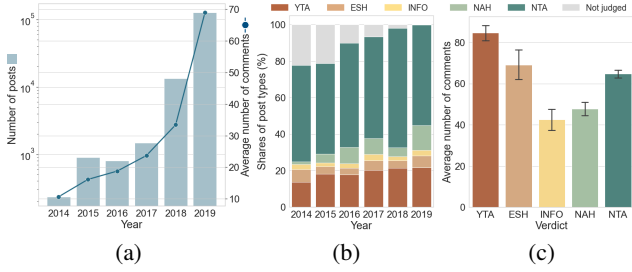 YTA ESH INFO NAH NTA Not judged
Number of posts
10^5
10^4
10^3
Average number of comments
70
60
50
40
30
20
10
2014 2015 2016 2017 2018 2019
Year
(a)
Shares of post types (%)
100
80
60
40
20
0
2014 2015 2016 2017 2018 2019
Year
(b)
Average number of comments
80
60
40
20
0
YTA ESH INFO NAH NTA
Verdict
(c)